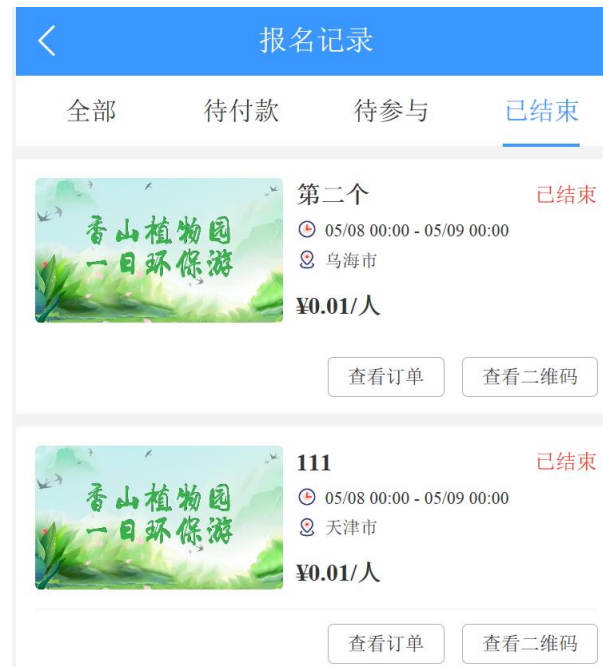 报名记录
全部 待付款 待参与 已结束
香山植物园
一日环保游
第二个 已结束
05/08 00:00 - 05/09 00:00
乌海市
¥0.01/人
查看订单 查看二维码
香山植物园
一日环保游
111 已结束
05/08 00:00 - 05/09 00:00
天津市
¥0.01/人
查看订单 查看二维码